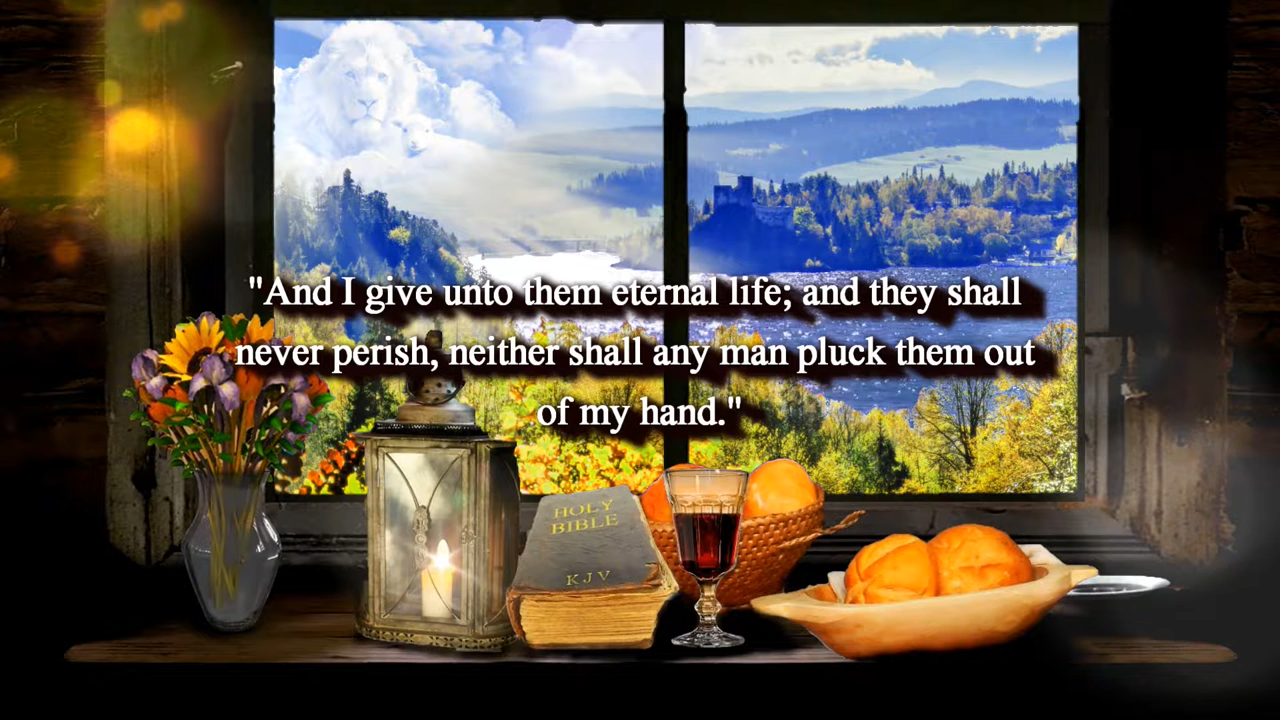 "And I give unto them eternal life; and they shall
never perish, neither shall any man pluck them out
of my hand."
HOLY
BIBLE
KJV